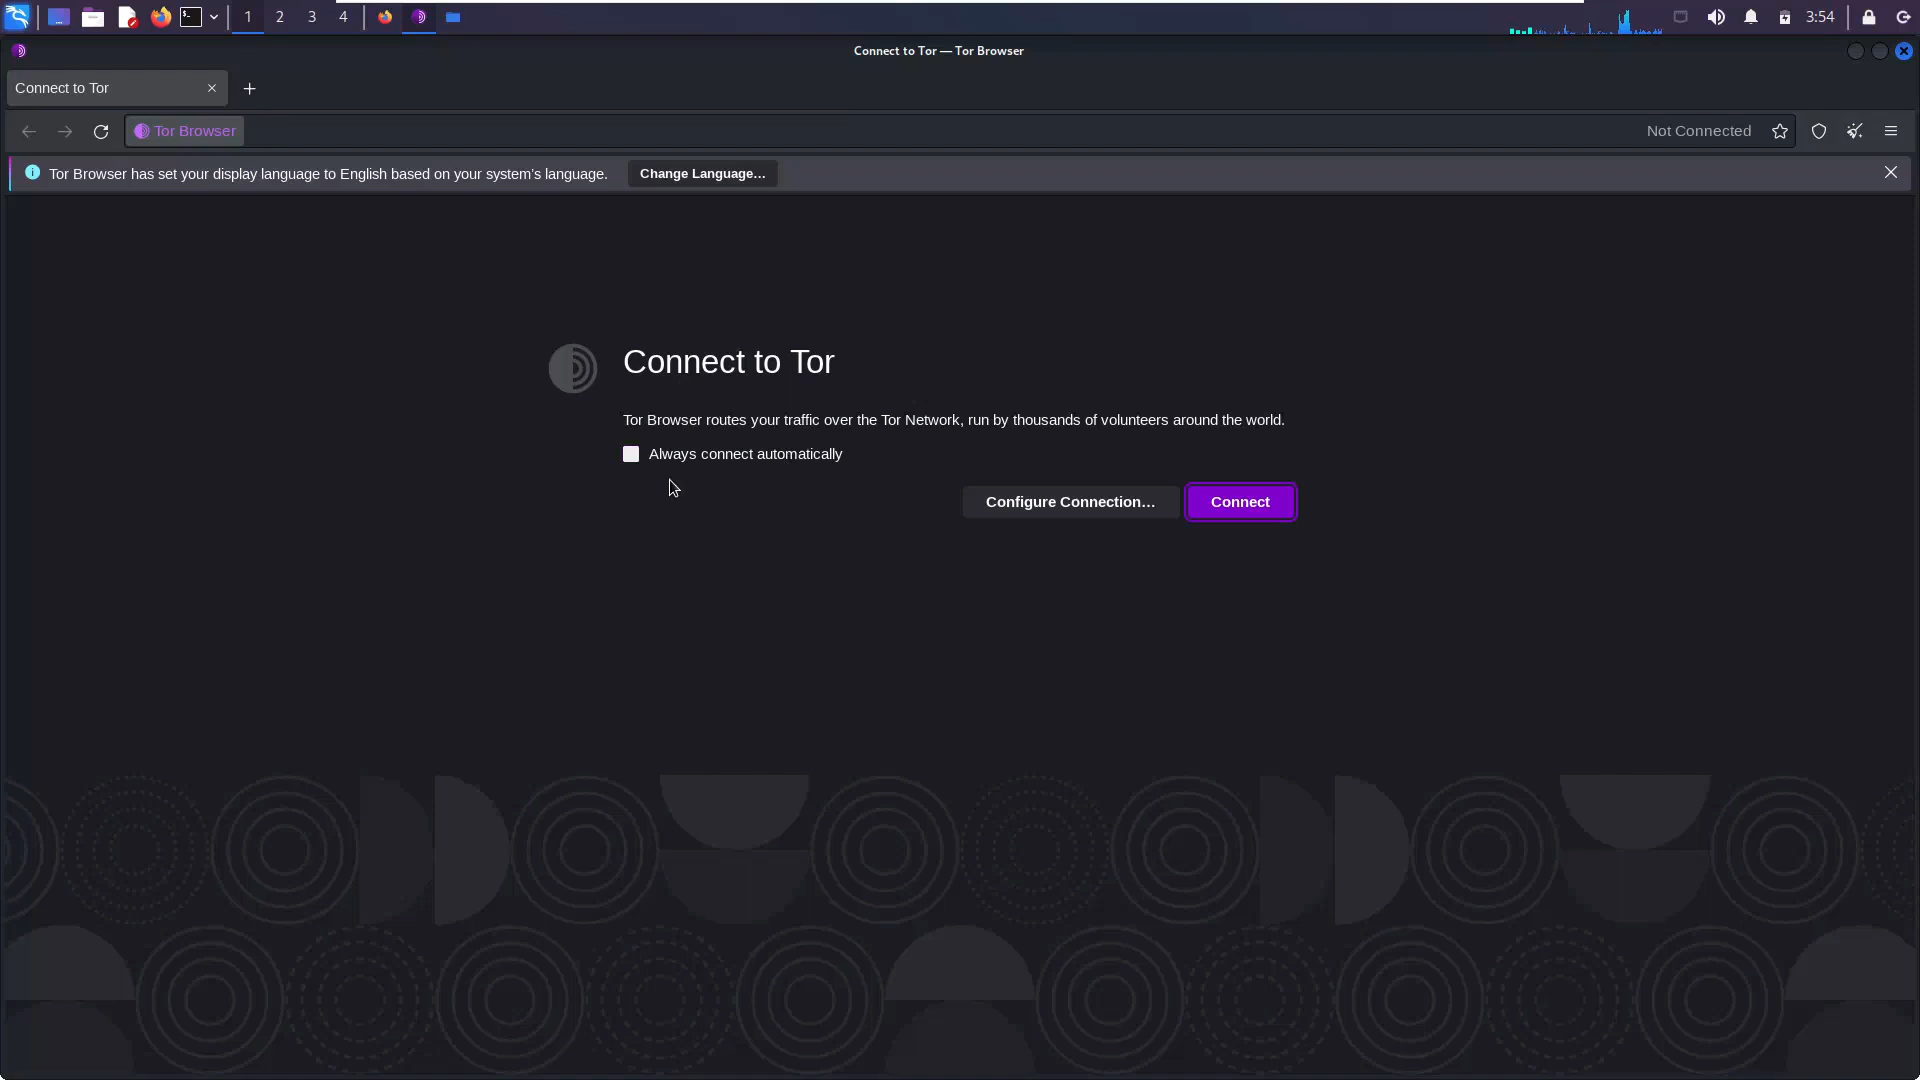 1 2 3 4 3:54
Connect to Tor — Tor Browser
Connect to Tor
Tor Browser Not Connected
Tor Browser has set your display language to English based on your system's language. Change Language...
Connect to Tor
Tor Browser routes your traffic over the Tor Network, run by thousands of volunteers around the world.
Always connect automatically
Configure Connection... Connect